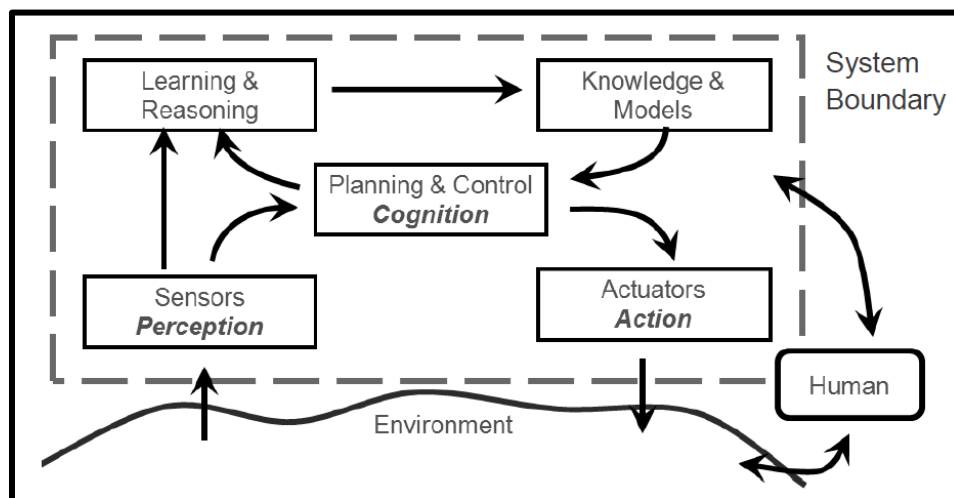 Learning &
Reasoning
Knowledge &
Models
System
Boundary
Planning & Control
Cognition
Sensors
Perception
Actuators
Action
Human
Environment